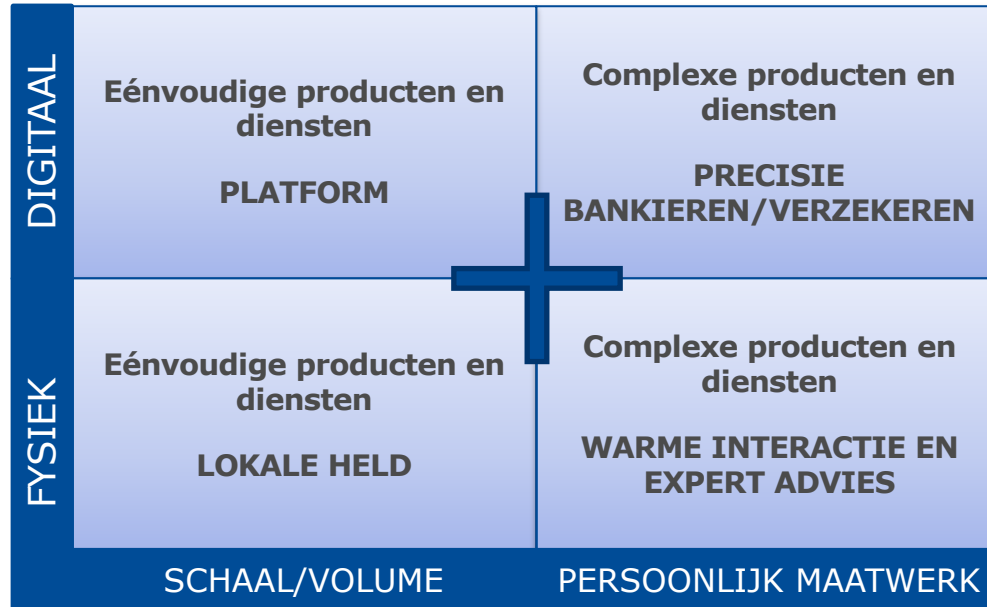 DIGITAAL
Eénvoudige producten en
diensten
PLATFORM
Complexe producten en
diensten
PRECISIE
BANKIEREN/VERZEKEREN
FYSIEK
Eénvoudige producten en
diensten
LOKALE HELD
Complexe producten en
diensten
WARME INTERACTIE EN
EXPERT ADVIES
SCHAAL/VOLUME
PERSOONLIJK MAATWERK